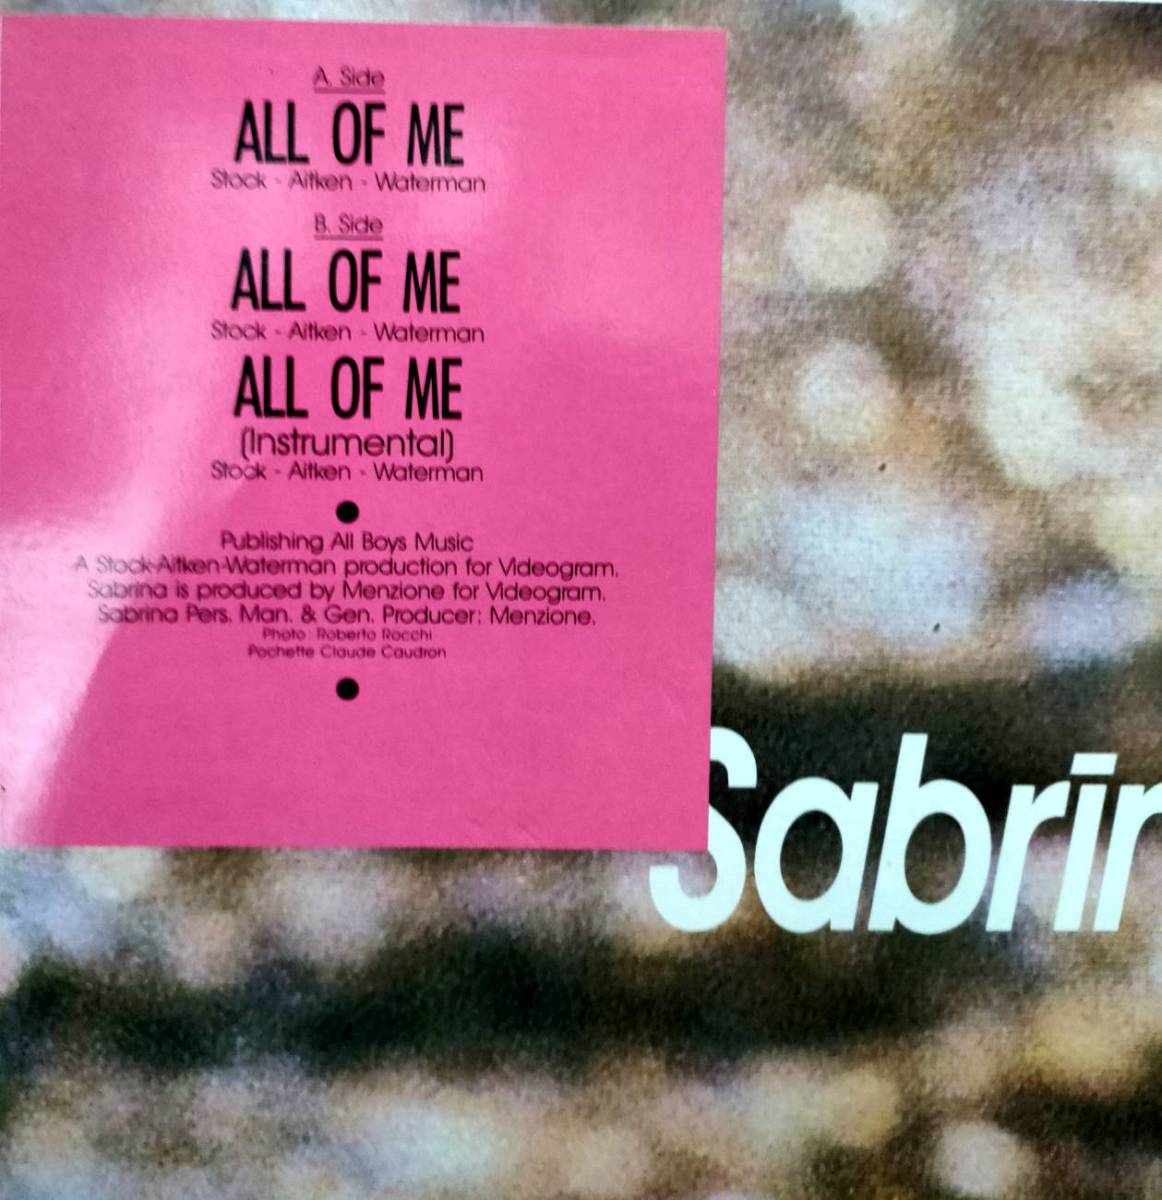 A. Side
ALL OF ME
Stock - Aitken - Waterman
B. Side
ALL OF ME
Stock - Aitken - Waterman
ALL OF ME
(Instrumental)
Stock - Aitken - Waterman
Publishing All Boys Music
A Stock-Aitken-Waterman production for Videogram.
Sabrina is produced by Menzione for Videogram.
Sabrina Pers. Man. & Gen. Producer: Menzione.
Photo : Roberto Rocchi
Pochette Claude Caudron
Sabrin